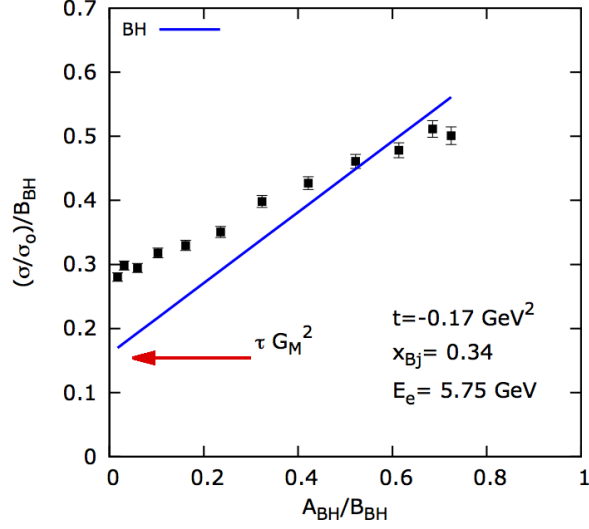 0.7
0.6
0.5
0.4
0.3
0.2
0.1
0
(σ/σ₀)/B_BH
BH
τ G_M²
t=-0.17 GeV²
x_Bj= 0.34
E_e= 5.75 GeV
0 0.2 0.4 0.6 0.8 1
A_BH/B_BH